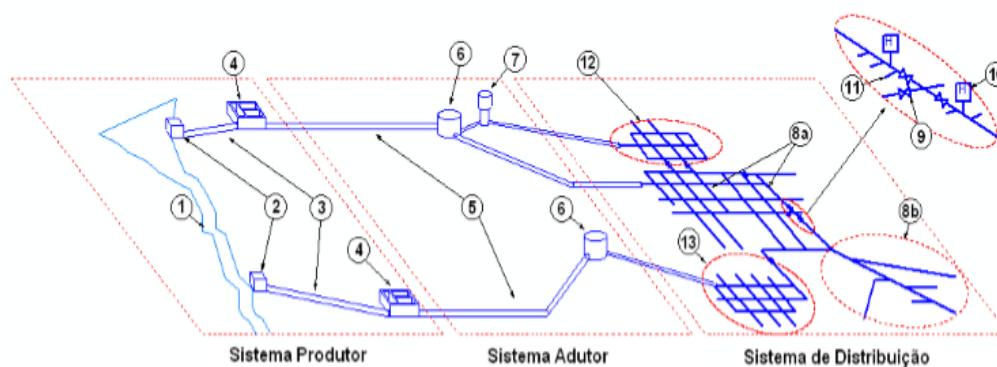 4
6
7
12
H
10
11
H
9
8a
1
2
3
5
6
13
8b
4
Sistema Produtor
Sistema Adutor
Sistema de Distribuição